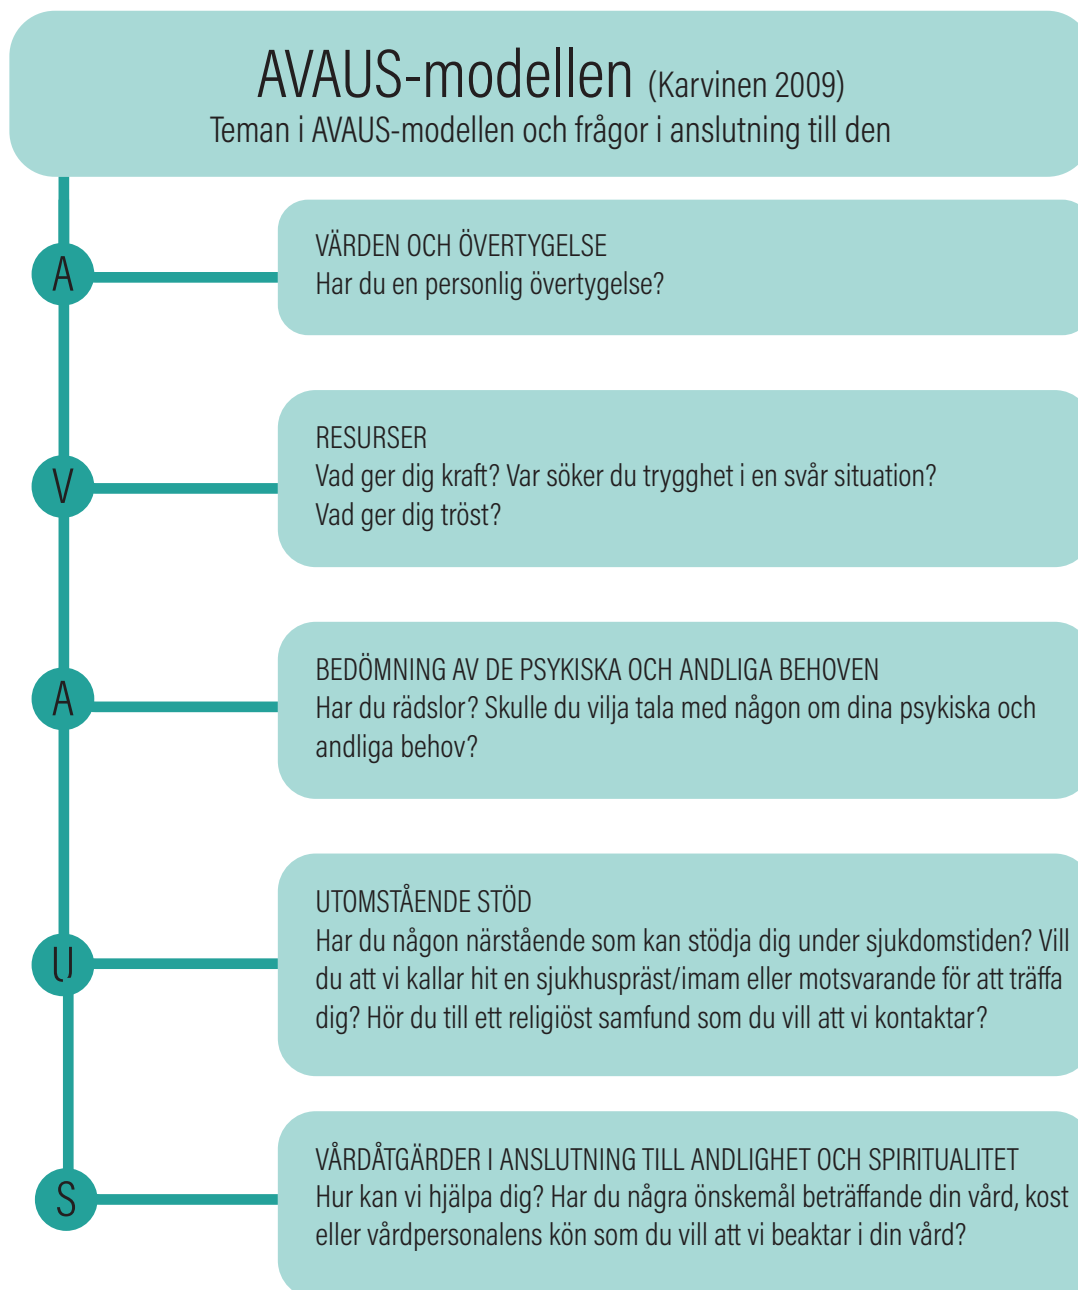 AVAUS-modellen (Karvinen 2009)
Teman i AVAUS-modellen och frågor i anslutning till den
A
VÄRDEN OCH ÖVERTYGELSE
Har du en personlig övertygelse?
V
RESURSER
Vad ger dig kraft? Var söker du trygghet i en svår situation?
Vad ger dig tröst?
A
BEDÖMNING AV DE PSYKISKA OCH ANDLIGA BEHOVEN
Har du rädslor? Skulle du vilja tala med någon om dina psykiska och
andliga behov?
U
UTOMSTÅENDE STÖD
Har du någon närstående som kan stödja dig under sjukdomstiden? Vill
du att vi kallar hit en sjukhuspräst/imam eller motsvarande för att träffa
dig? Hör du till ett religiöst samfund som du vill att vi kontaktar?
S
VÅRDÅTGÄRDER I ANSLUTNING TILL ANDLIGHET OCH SPIRITUALITET
Hur kan vi hjälpa dig? Har du några önskemål beträffande din vård, kost
eller vårdpersonalens kön som du vill att vi beaktar i din vård?